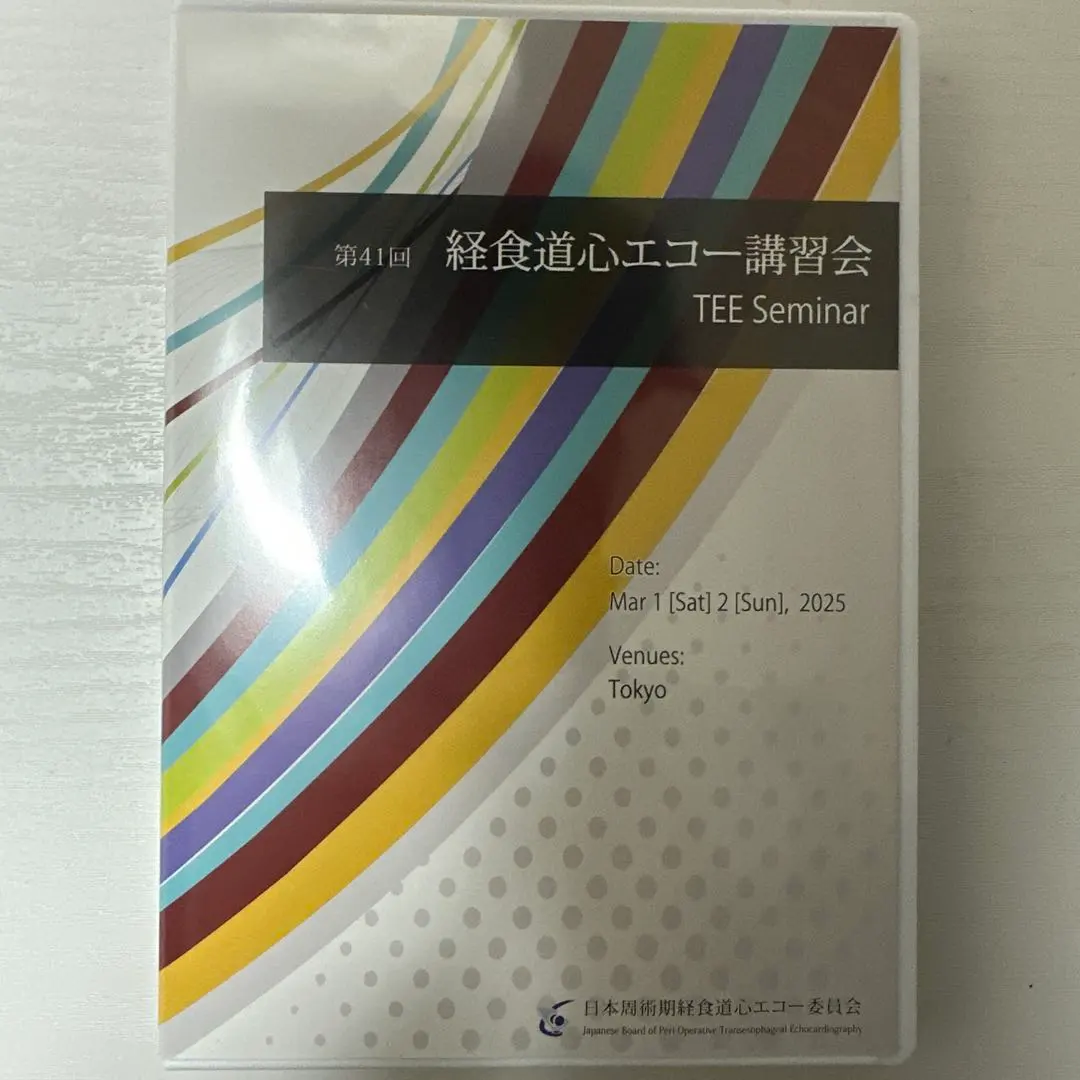 第41回 経食道心エコー講習会
TEE Seminar
Date:
Mar 1 [Sat] 2 [Sun], 2025
Venues:
Tokyo
日本周術期経食道心エコー委員会
Japanese Board of Peri-Operative Transesophageal Echocardiography